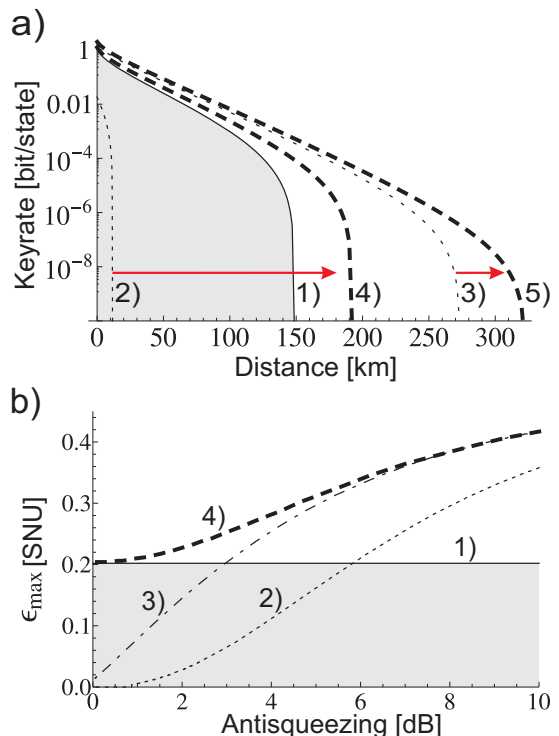 a)
Keyrate [bit/state]
1
0.01
10⁻⁴
10⁻⁶
10⁻⁸
2)
1)
4)
3)
5)
0 50 100 150 200 250 300
Distance [km]
b)
ϵmax [SNU]
0.4
0.3
0.2
0.1
0.0
4)
1)
3)
2)
0 2 4 6 8 10
Antisqueezing [dB]